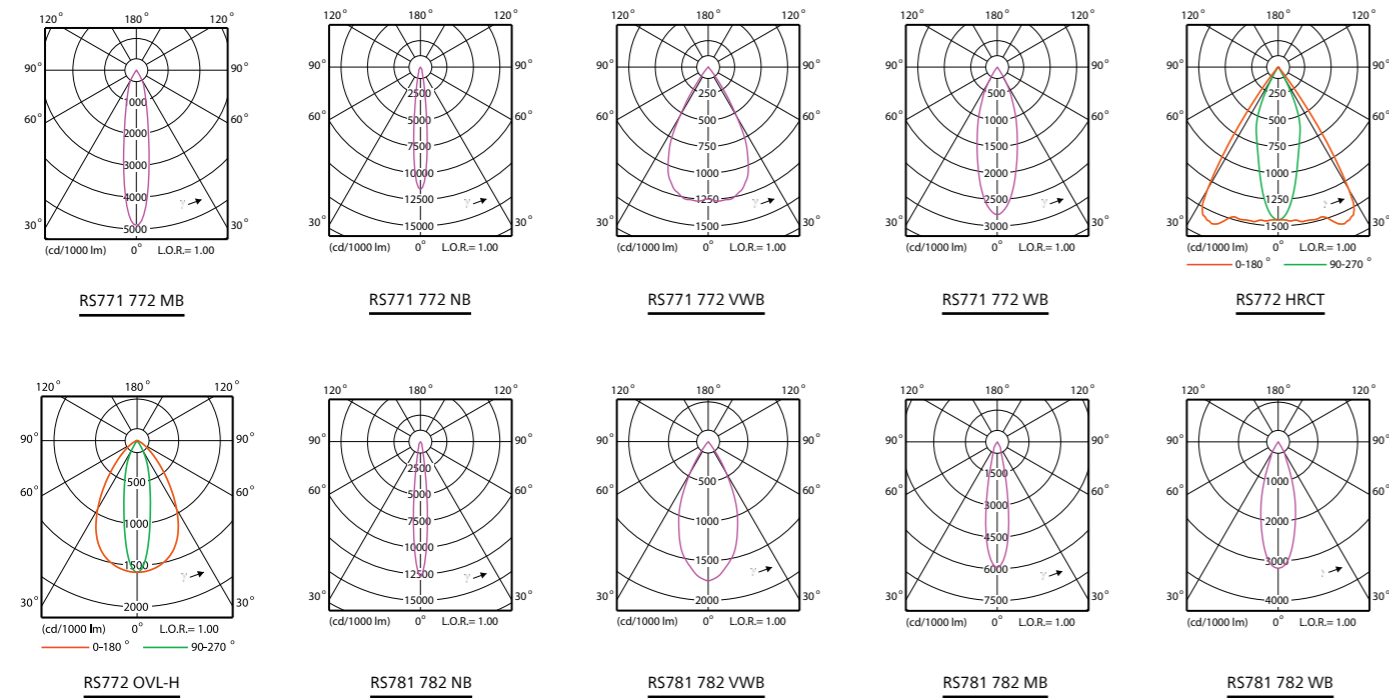 120° 180° 120°
90° 90°
60° 60°
30° 30°
1000
2000
3000
4000
5000
(cd/1000 lm) 0° L.O.R.= 1.00
RS771 772 MB
120° 180° 120°
90° 90°
60° 60°
30° 30°
2500
5000
7500
10000
12500
15000
(cd/1000 lm) 0° L.O.R.= 1.00
RS771 772 NB
120° 180° 120°
90° 90°
60° 60°
30° 30°
250
500
750
1000
1250
1500
(cd/1000 lm) 0° L.O.R.= 1.00
RS771 772 VWB
120° 180° 120°
90° 90°
60° 60°
30° 30°
500
1000
1500
2000
2500
3000
(cd/1000 lm) 0° L.O.R.= 1.00
RS771 772 WB
120° 180° 120°
90° 90°
60° 60°
30° 30°
250
500
750
1000
1250
1500
(cd/1000 lm) 0° L.O.R.= 1.00
0-180° 90-270°
RS772 HRCT
120° 180° 120°
90° 90°
60° 60°
30° 30°
500
1000
1500
2000
(cd/1000 lm) 0° L.O.R.= 1.00
0-180° 90-270°
RS772 OVL-H
120° 180° 120°
90° 90°
60° 60°
30° 30°
2500
5000
7500
10000
12500
15000
(cd/1000 lm) 0° L.O.R.= 1.00
RS781 782 NB
120° 180° 120°
90° 90°
60° 60°
30° 30°
500
1000
1500
2000
(cd/1000 lm) 0° L.O.R.= 1.00
RS781 782 VWB
120° 180° 120°
90° 90°
60° 60°
30° 30°
1500
3000
4500
6000
7500
(cd/1000 lm) 0° L.O.R.= 1.00
RS781 782 MB
120° 180° 120°
90° 90°
60° 60°
30° 30°
1000
2000
3000
4000
(cd/1000 lm) 0° L.O.R.= 1.00
RS781 782 WB